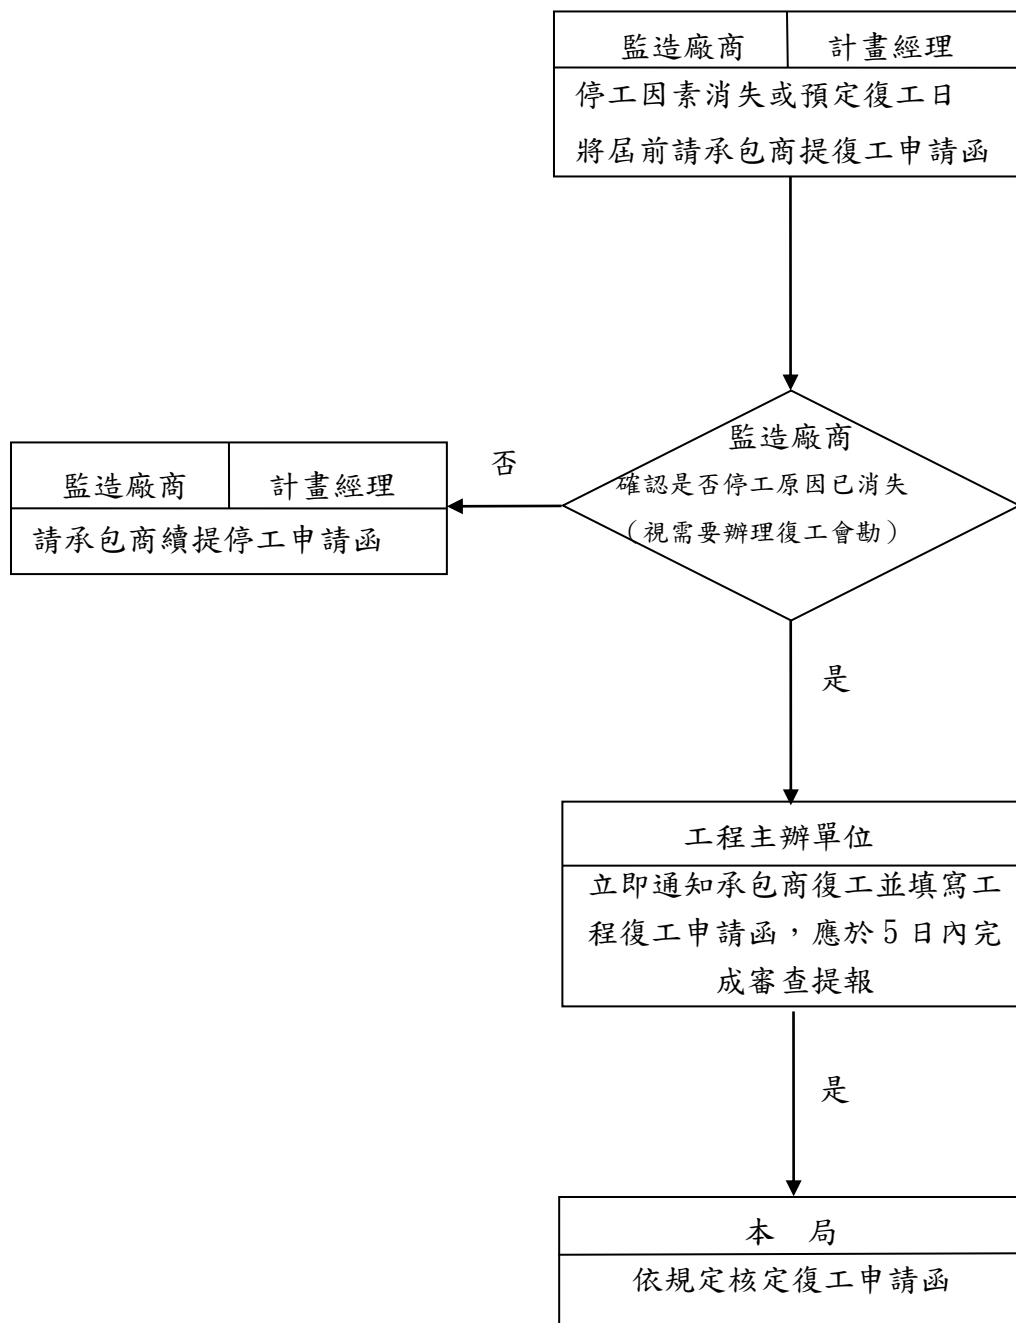 監造廠商 計畫經理
停工因素消失或預定復工日
將屆前請承包商提復工申請函
監造廠商
確認是否停工原因已消失
（視需要辦理復工會勘）
否
監造廠商 計畫經理
請承包商續提停工申請函
是
工程主辦單位
立即通知承包商復工並填寫工
程復工申請函，應於 5 日內完
成審查提報
是
本 局
依規定核定復工申請函